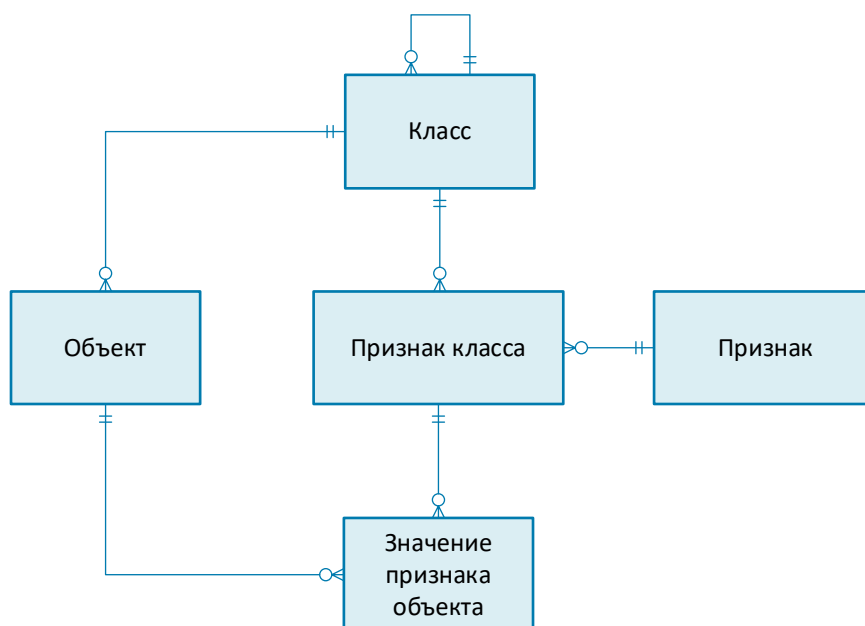 Класс
Объект
Признак класса
Признак
Значение
признака
объекта